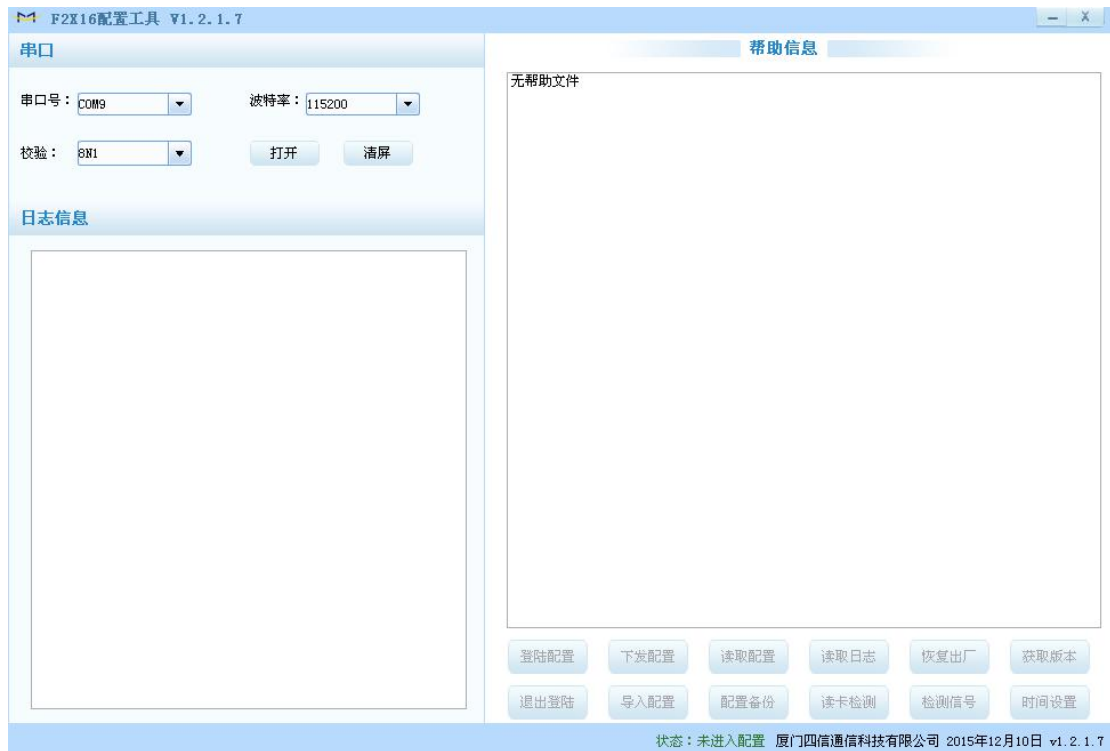 F2X16配置工具 V1.2.1.7
— X
串口
串口号： COM9
波特率： 115200
校验： 8N1
打开
清屏
日志信息
帮助信息
无帮助文件
登陆配置 下发配置 读取配置 读取日志 恢复出厂 获取版本
退出登陆 导入配置 配置备份 读卡检测 检测信号 时间设置
状态：未进入配置 厦门四信通信科技有限公司 2015年12月10日 v1.2.1.7